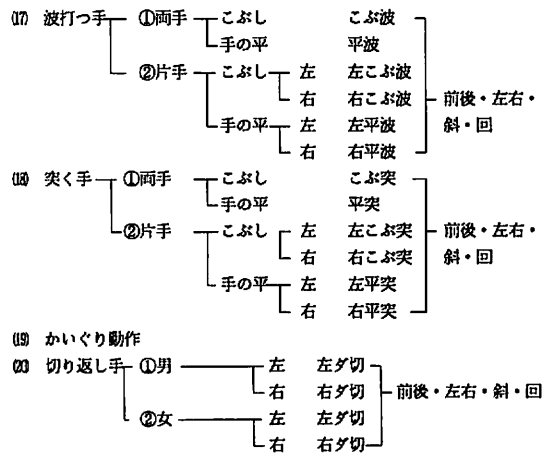 (17) 波打つ手 ①両手 こぶし こぶ波
手の平 平波
②片手 こぶし 左 左こぶ波
右 右こぶ波 前後・左右・
手の平 左 左平波 斜・回
右 右平波
(18) 突く手 ①両手 こぶし こぶ突
手の平 平突
②片手 こぶし 左 左こぶ突 前後・左右・
右 右こぶ突 斜・回
手の平 左 左平突
右 右平突
(19) かいぐり動作
(20) 切り返し手 ①男 左 左ダ切
右 右ダ切 前後・左右・斜・回
②女 左 左ダ切
右 右ダ切